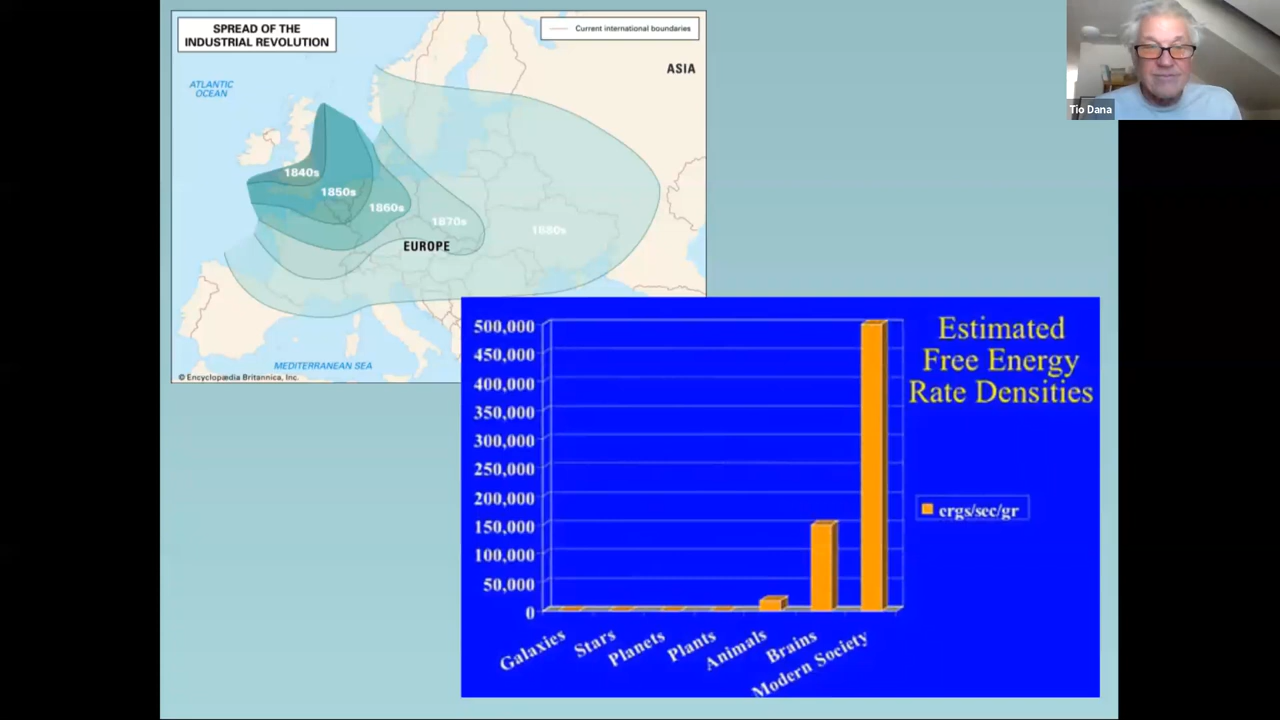 SPREAD OF THE
INDUSTRIAL REVOLUTION
Current international boundaries
ASIA
ATLANTIC
OCEAN
1840s
1850s
1860s
1870s
1880s
EUROPE
MEDITERRANEAN SEA
© Encyclopædia Britannica, Inc.
Tio Dana
Estimated
Free Energy
Rate Densities
500,000
450,000
400,000
350,000
300,000
250,000
200,000
150,000
100,000
50,000
0
ergs/sec/gr
Galaxies
Stars
Planets
Plants
Animals
Brains
Modern Society